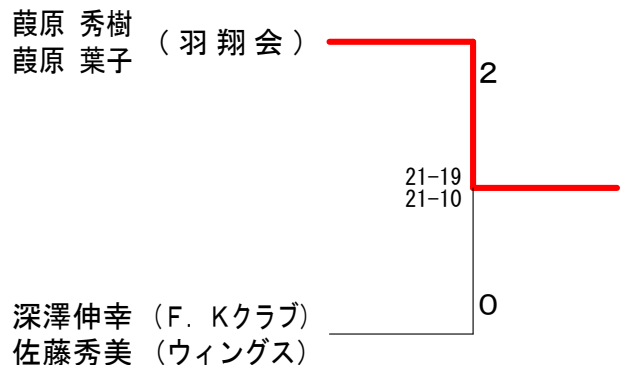 葭原 秀樹
葭原 葉子 (羽翔会)
2
21-19
21-10
0
深澤伸幸 (F. Kクラブ)
佐藤秀美 (ウィングス)